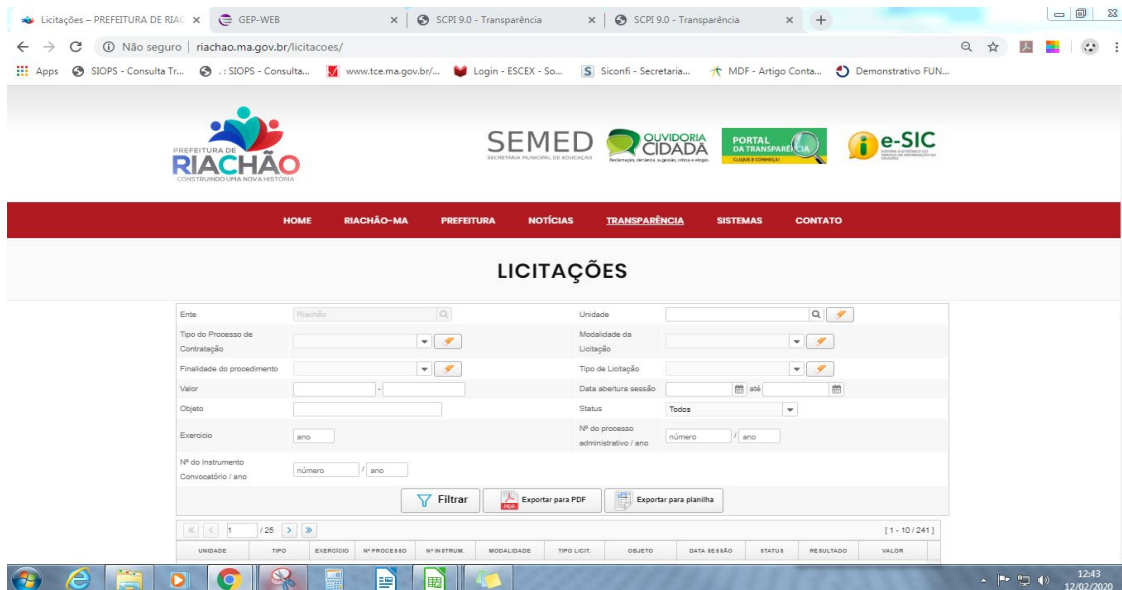 Licitações – PREFEITURA DE RIAC
GEP-WEB
SCPI 9.0 - Transparência
SCPI 9.0 - Transparência
Não seguro | riachao.ma.gov.br/licitacoes/
Apps
SIOPS - Consulta Tr...
.: SIOPS - Consulta...
www.tce.ma.gov.br/...
Login - ESCEX - So...
Siconfi - Secretaria...
MDF - Artigo Conta...
Demonstrativo FUN...
PREFEITURA DE
RIACHÃO
CONSTRUINDO UMA NOVA HISTÓRIA
SEMED
SECRETARIA MUNICIPAL DE EDUCAÇÃO
OUVIDORIA
CIDADÃ
Reclamação, denúncia, sugestão, crítica e elogio.
PORTAL
DA TRANSPARÊNCIA
CLIQUE E CONHEÇA!
e-SIC
HOME RIACHÃO-MA PREFEITURA NOTÍCIAS TRANSPARÊNCIA SISTEMAS CONTATO
LICITAÇÕES
Ente Riachão Unidade
Tipo do Processo de
Contratação
Modalidade da
Licitação
Finalidade do procedimento Tipo de Licitação
Valor - Data abertura sessão até
Objeto Status Todos
Exercicio ano
Nº do processo
administrativo / ano
número / ano
Nº do Instrumento
Convocatório / ano
número / ano
Filtrar Exportar para PDF Exportar para planilha
1 / 25 [ 1 - 10 / 241 ]
UNIDADE TIPO EXERCÍCIO Nº PROCESSO Nº INSTRUM. MODALIDADE TIPO LICIT. OBJETO DATA SESSÃO STATUS RESULTADO VALOR
12:43
12/02/2020